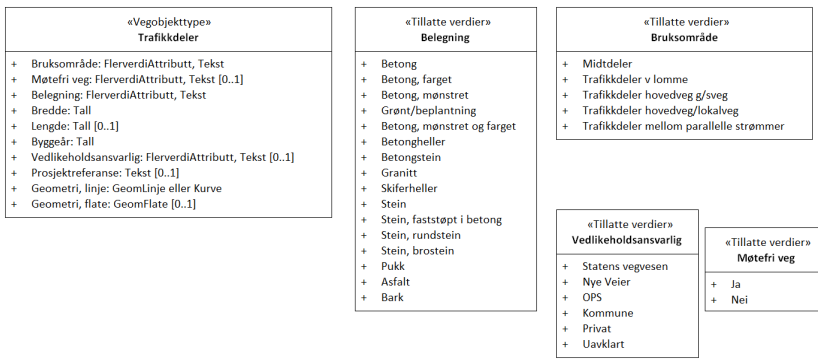 «Vegobjekttype»
Trafikkdeler
+ Bruksområde: FlerverdiAttributt, Tekst
+ Møtefri veg: FlerverdiAttributt, Tekst [0..1]
+ Belegning: FlerverdiAttributt, Tekst
+ Bredde: Tall
+ Lengde: Tall [0..1]
+ Byggeår: Tall
+ Vedlikeholdsansvarlig: FlerverdiAttributt, Tekst [0..1]
+ Prosjektreferanse: Tekst [0..1]
+ Geometri, linje: GeomLinje eller Kurve
+ Geometri, flate: GeomFlate [0..1]
«Tillatte verdier»
Belegning
+ Betong
+ Betong, farget
+ Betong, mønstret
+ Grønt/beplantning
+ Betong, mønstret og farget
+ Betongheller
+ Betongstein
+ Granitt
+ Skiferheller
+ Stein
+ Stein, faststøpt i betong
+ Stein, rundstein
+ Stein, brostein
+ Pukk
+ Asfalt
+ Bark
«Tillatte verdier»
Bruksområde
+ Midtdeler
+ Trafikkdeler v lomme
+ Trafikkdeler hovedveg g/sveg
+ Trafikkdeler hovedveg/lokalveg
+ Trafikkdeler mellom parallelle strømmer
«Tillatte verdier»
Vedlikeholdsansvarlig
+ Statens vegvesen
+ Nye Veier
+ OPS
+ Kommune
+ Privat
+ Uavklart
«Tillatte verdier»
Møtefri veg
+ Ja
+ Nei